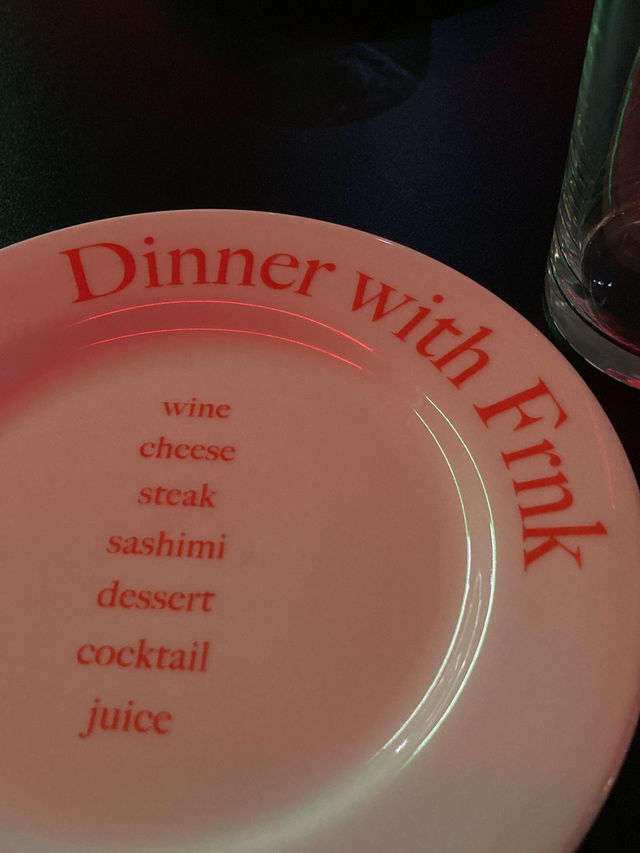 Dinner with Frnk
wine
cheese
steak
sashimi
dessert
cocktail
juice